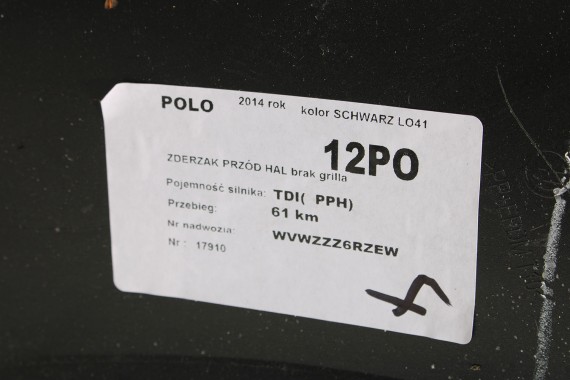 POLO 2014 rok kolor SCHWARZ LO41
12PO
ZDERZAK PRZÓD HAL brak grilla
Pojemność silnika: TDI( PPH)
Przebieg: 61 km
Nr nadwozia: WVWZZZ6RZEW
Nr : 17910